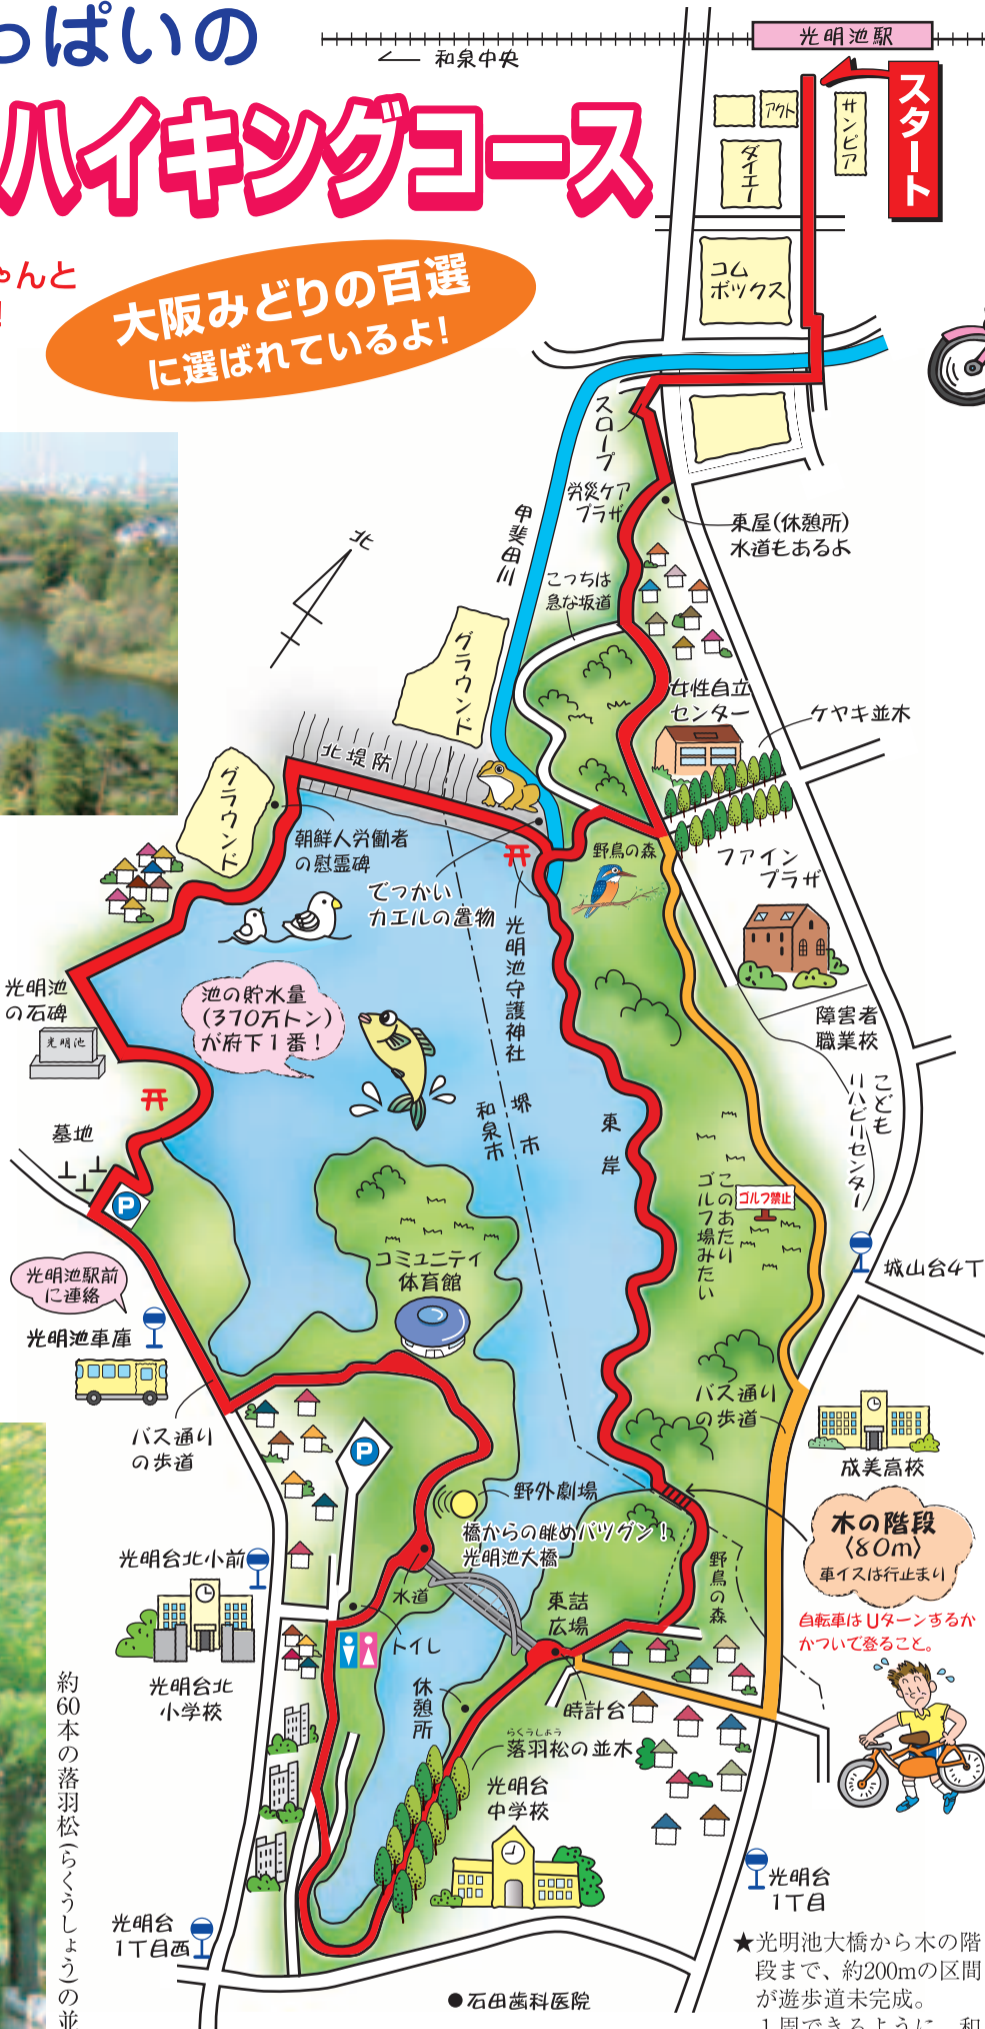 っぱいの
ハイキングコース
ゃんと
!
大阪みどりの百選
に選ばれているよ!
← 和泉中央
光明池駅
スタート
アクト
サンピア
ダイエー
コム
ボックス
スロープ
労災ケア
プラザ
甲斐田川
東屋(休憩所)
水道もあるよ
こっちは
急な坂道
北
グラウンド
女性自立
センター
ケヤキ並木
北堤防
グラウンド
朝鮮人労働者
の慰霊碑
でっかい
カエルの置物
野鳥の森
ファイン
プラザ
光明池守護神社
光明池
の石碑
光明池
池の貯水量
(370万トン)
が府下1番!
障害者
職業校
こども
リハビリセンター
堺市
和泉市
東岸
墓地
P
このあたり
ゴルフ場みたい
ゴルフ禁止
コミュニティ
体育館
城山台4丁
光明池駅前
に連絡
光明池車庫
バス通り
の歩道
バス通り
の歩道
成美高校
P
野外劇場
橋からの眺めバツグン!
光明池大橋
木の階段
〈80m〉
車イスは行止まり
自転車はUターンするか
かついで登ること。
光明台北小前
水道
東詰
広場
野鳥の森
トイレ
光明台北
小学校
休憩所
時計台
らくうしょう
落羽松の並木
光明台
中学校
約60本の落羽松(らくうしょう)の並
光明台
1丁目
光明台
1丁目西
石田歯科医院
★光明池大橋から木の階
段まで、約200mの区間
が遊歩道未完成。
1周できるように、和